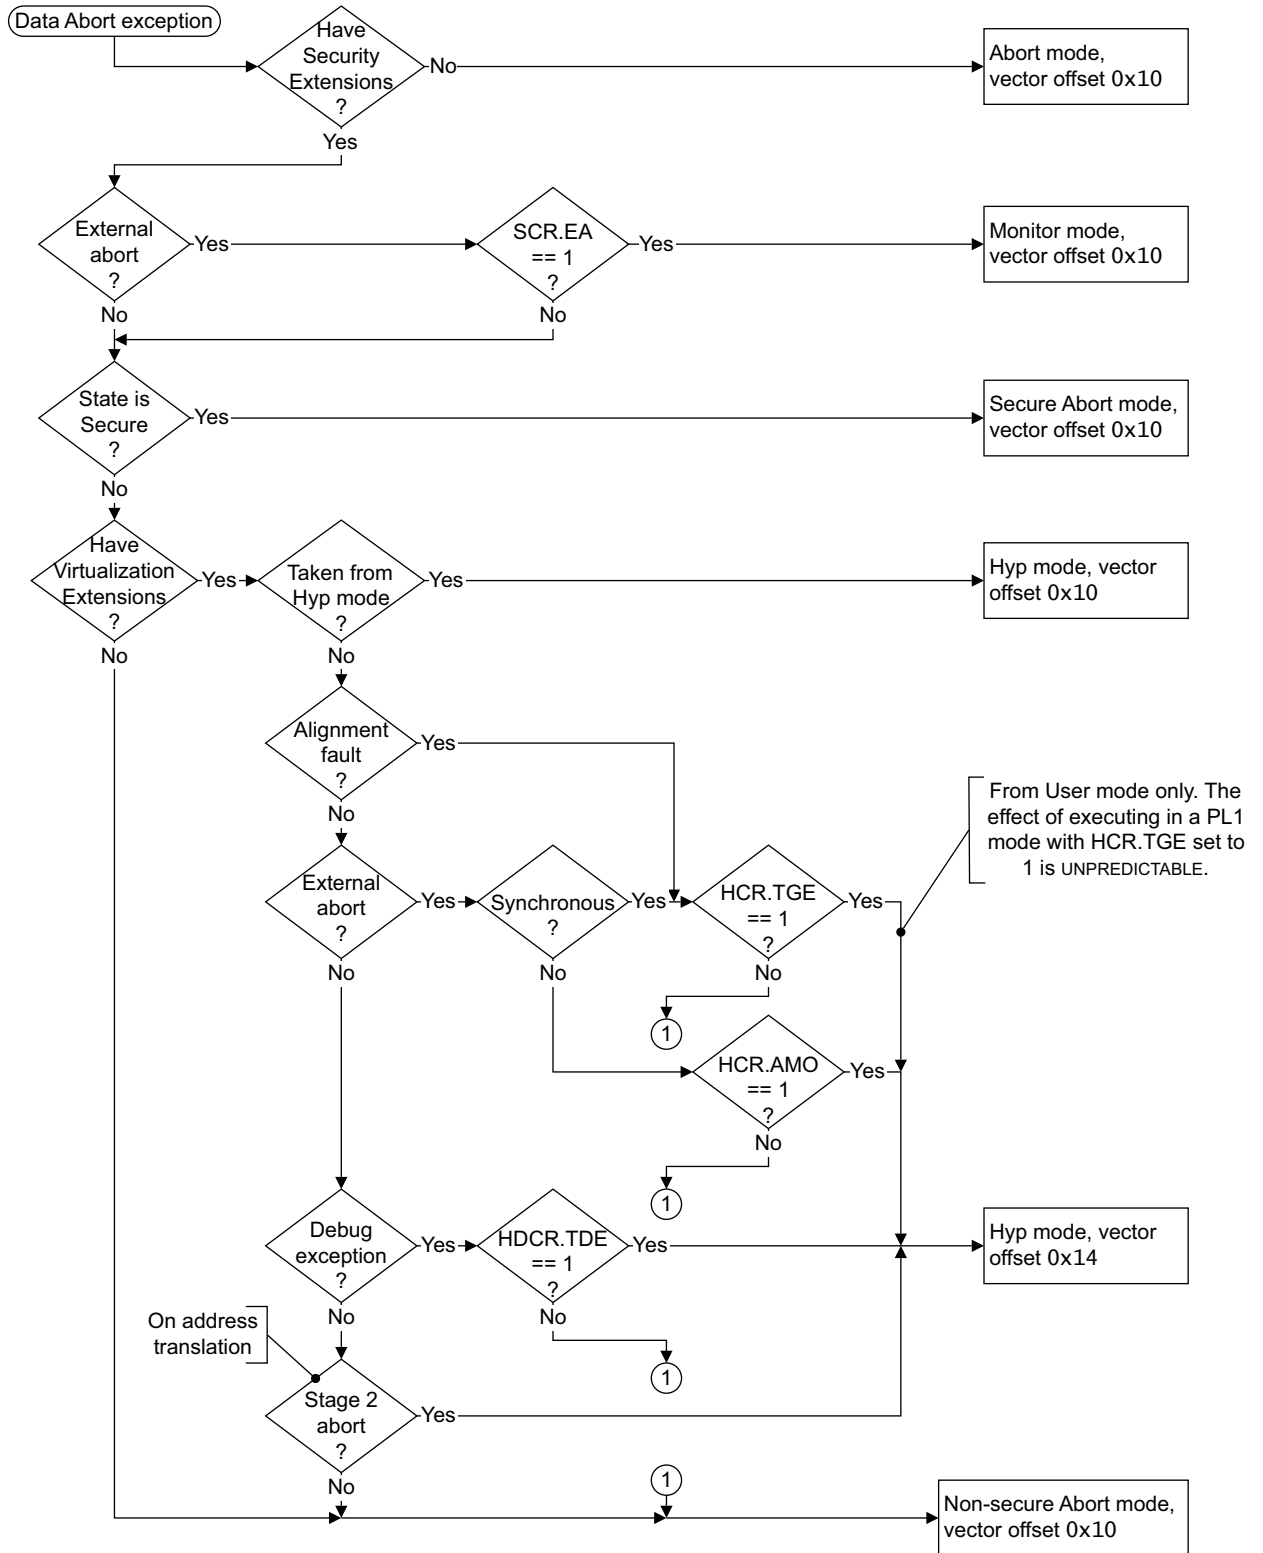 Data Abort exception
Have
Security
Extensions
?
No
Abort mode,
vector offset 0x10
Yes
External
abort
?
Yes
SCR.EA
== 1
?
Yes
Monitor mode,
vector offset 0x10
No
No
State is
Secure
?
Yes
Secure Abort mode,
vector offset 0x10
No
Have
Virtualization
Extensions
?
Yes
Taken from
Hyp mode
?
Yes
Hyp mode, vector
offset 0x10
No
No
Alignment
fault
?
Yes
No
From User mode only. The
effect of executing in a PL1
mode with HCR.TGE set to
1 is UNPREDICTABLE.
External
abort
?
Yes
Synchronous
?
Yes
HCR.TGE
== 1
?
Yes
No
No
No
1
HCR.AMO
== 1
?
Yes
No
1
Debug
exception
?
Yes
HDCR.TDE
== 1
?
Yes
Hyp mode, vector
offset 0x14
No
No
1
On address
translation
Stage 2
abort
?
Yes
No
1
Non-secure Abort mode,
vector offset 0x10